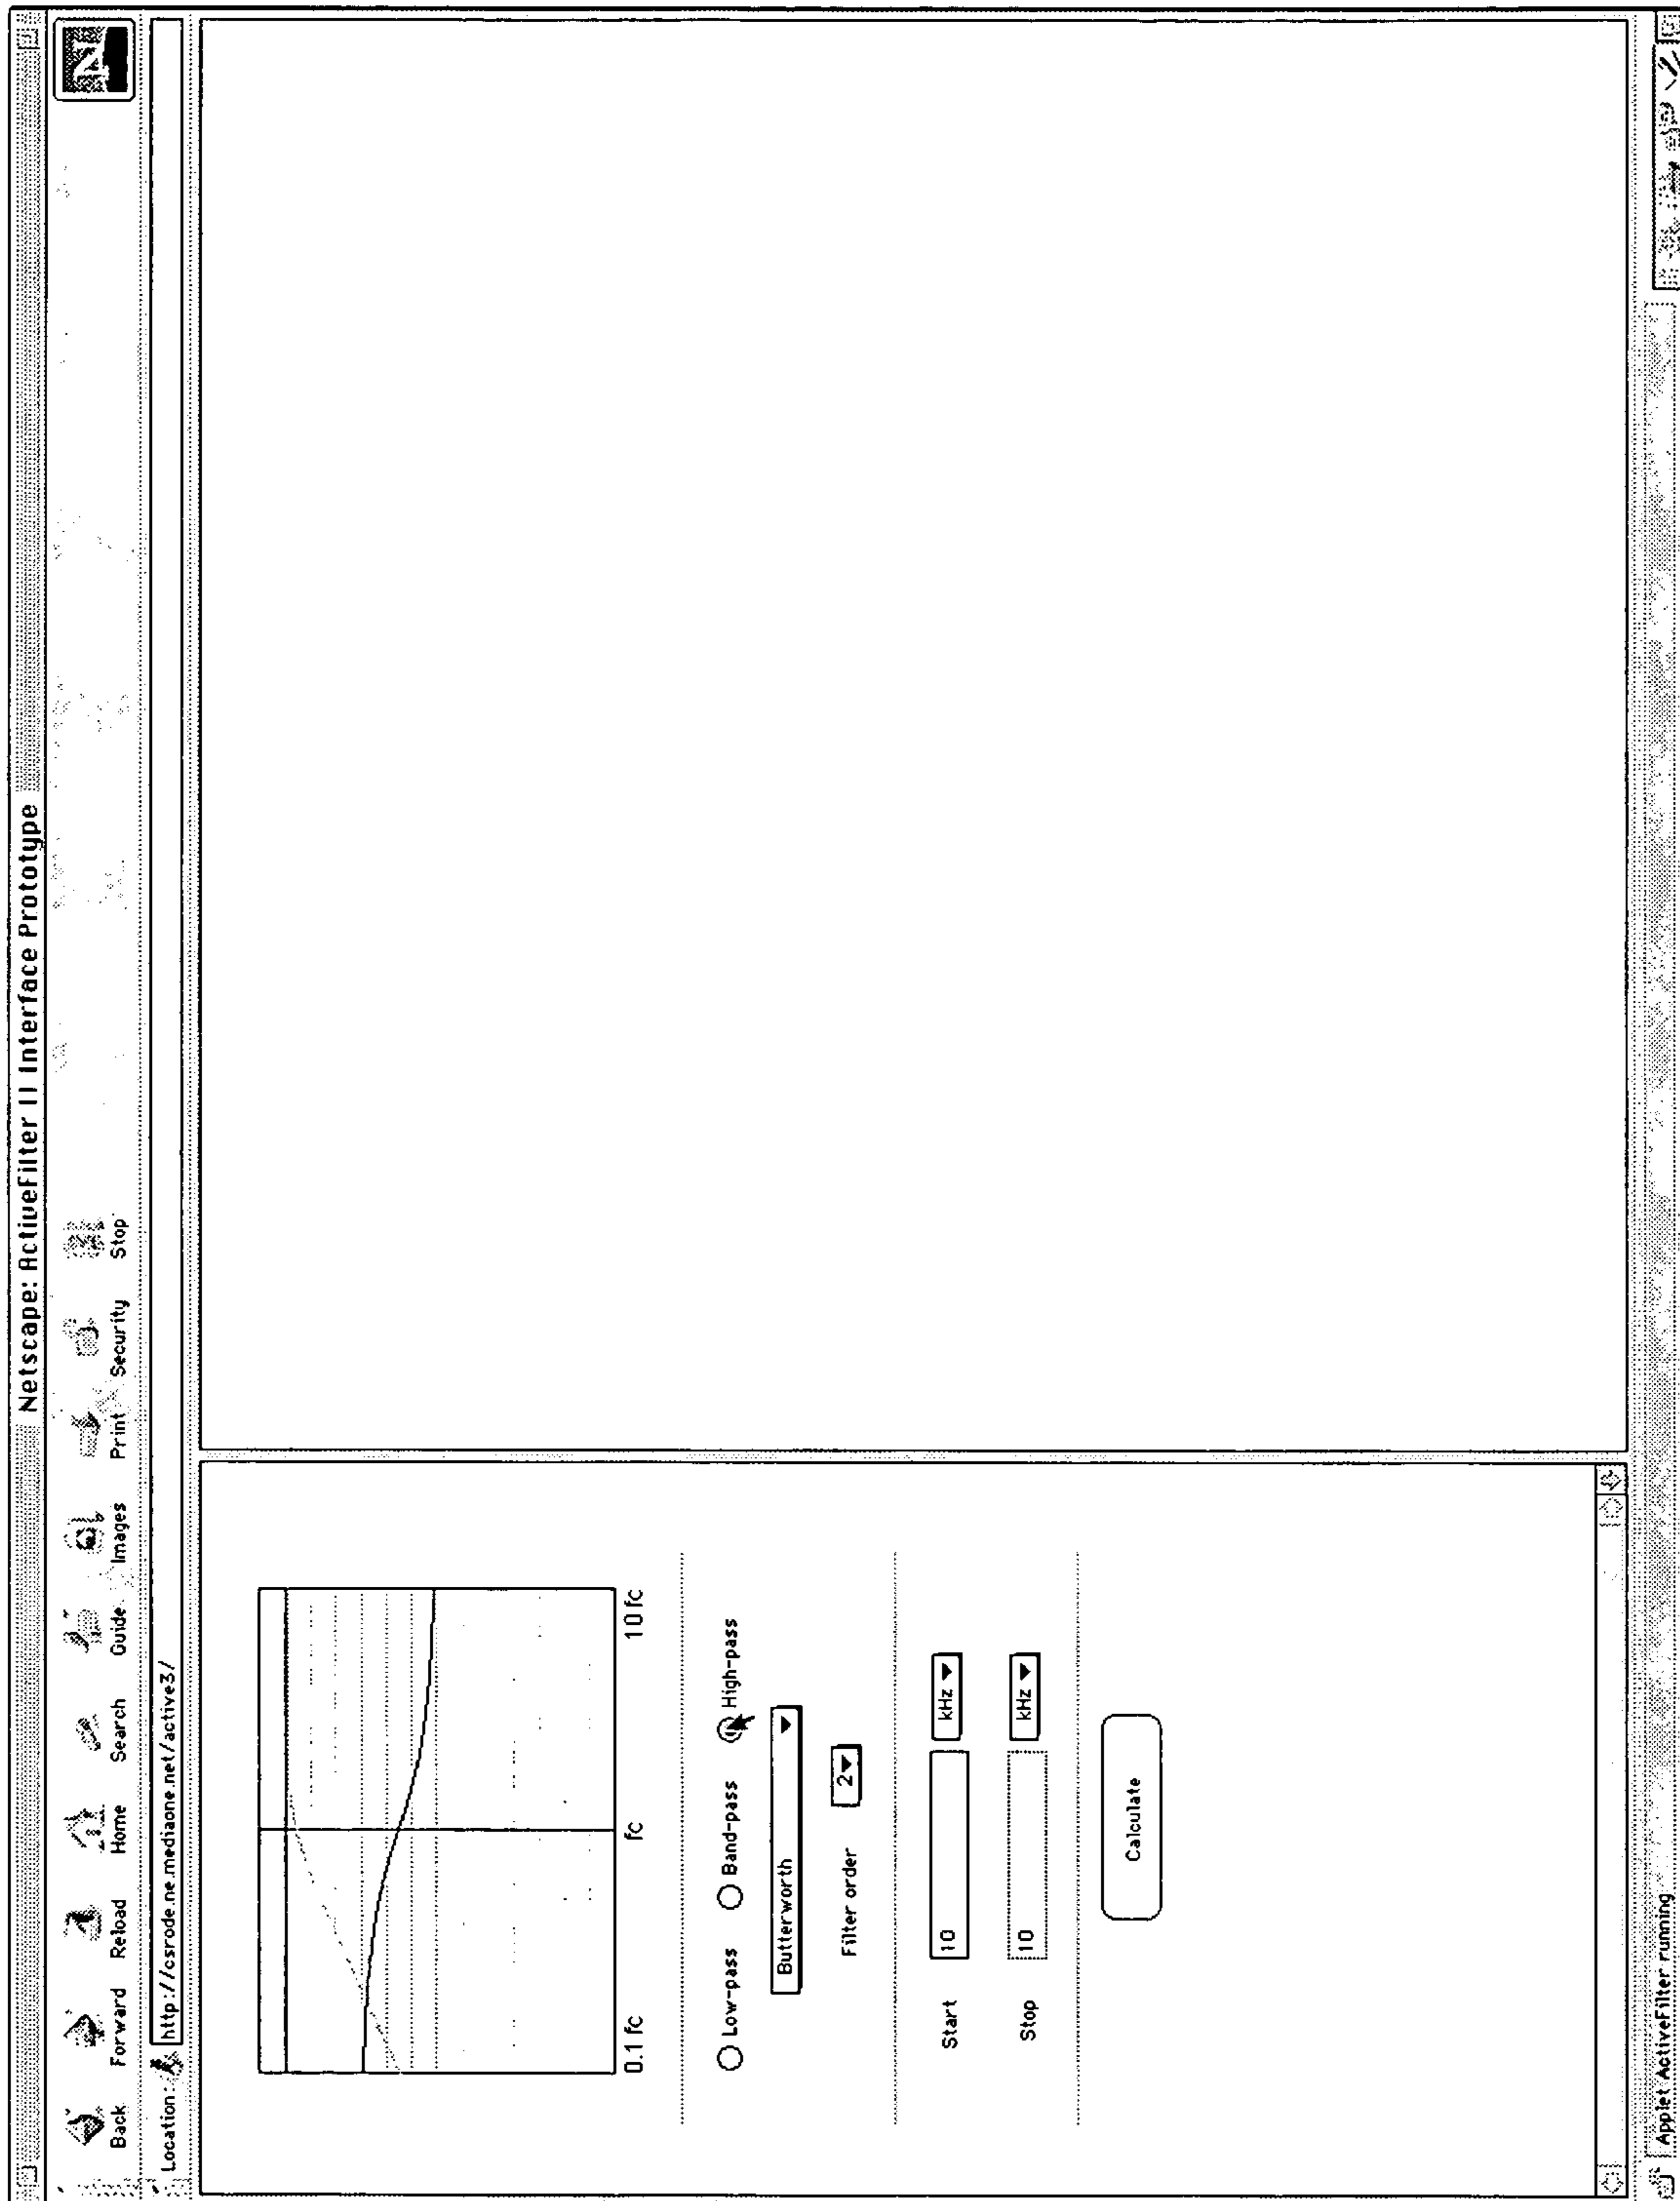 Netscape: ActiveFilter II Interface Prototype
Back Forward Reload Home Search Guide Images Print Security Stop
N
Location: http://csrode.ne.mediaone.net/active3/
0.1 fc fc 10 fc
Low-pass Band-pass High-pass
Butterworth
Filter order 2
Start 10 kHz
Stop 10 kHz
Calculate
Applet ActiveFilter running